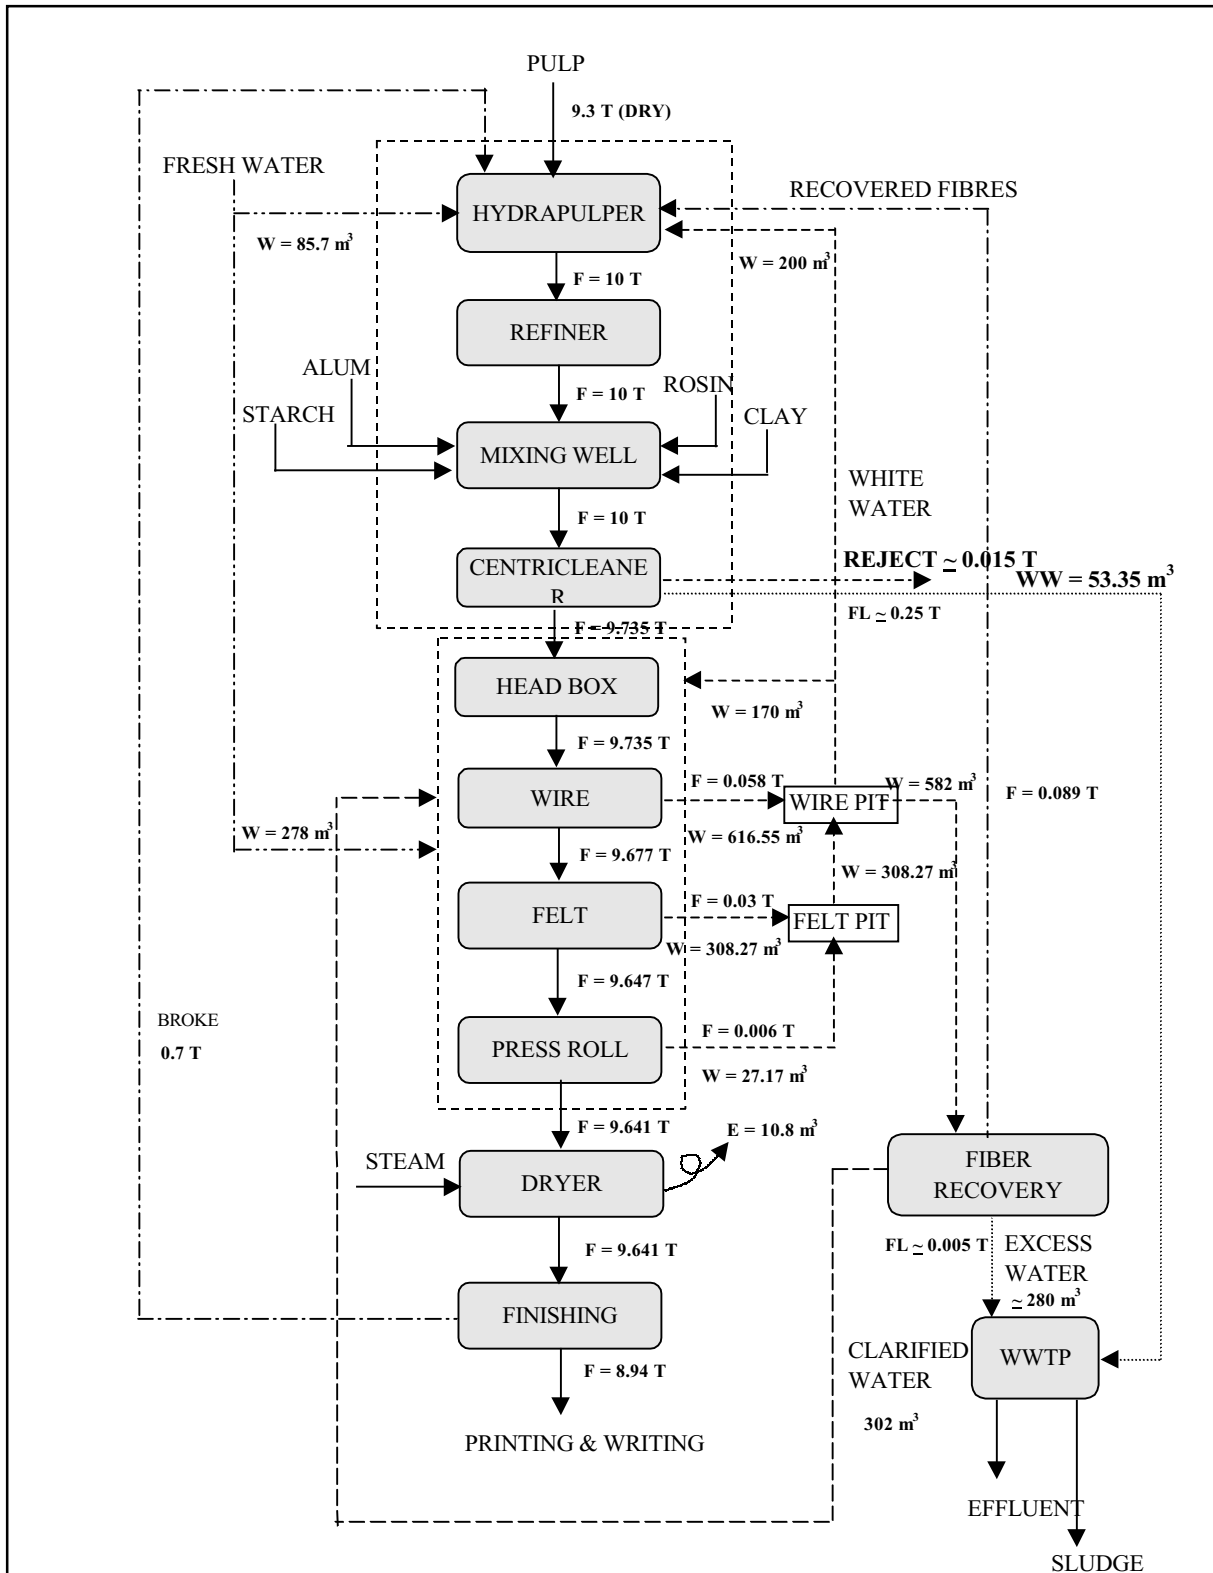 PULP
9.3 T (DRY)
FRESH WATER
RECOVERED FIBRES
HYDRAPULPER
W = 85.7 m³
W = 200 m³
F = 10 T
REFINER
ALUM
ROSIN
F = 10 T
STARCH
CLAY
MIXING WELL
WHITE
WATER
F = 10 T
REJECT ~ 0.015 T
WW = 53.35 m³
CENTRICLEANE
R
FL ~ 0.25 T
F = 9.735 T
HEAD BOX
W = 170 m³
F = 9.735 T
F = 0.058 T
W = 582 m³
WIRE
WIRE PIT
F = 0.089 T
W = 278 m³
W = 616.55 m³
F = 9.677 T
W = 308.27 m³
F = 0.03 T
FELT
FELT PIT
W = 308.27 m³
F = 9.647 T
BROKE
0.7 T
F = 0.006 T
PRESS ROLL
W = 27.17 m³
F = 9.641 T
E = 10.8 m³
STEAM
DRYER
FIBER
RECOVERY
F = 9.641 T
FL ~ 0.005 T
EXCESS
WATER
~ 280 m³
FINISHING
CLARIFIED
WATER
302 m³
WWTP
F = 8.94 T
PRINTING & WRITING
EFFLUENT
SLUDGE